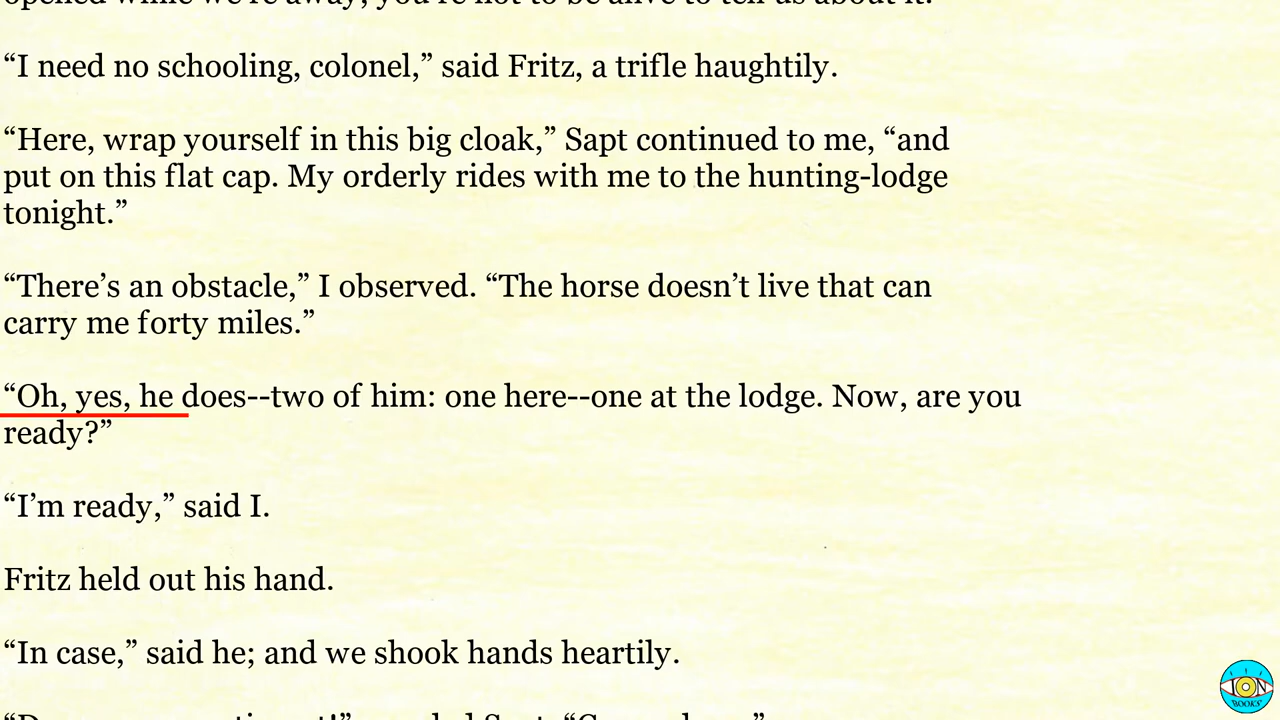 “I need no schooling, colonel,” said Fritz, a trifle haughtily.
“Here, wrap yourself in this big cloak,” Sapt continued to me, “and
put on this flat cap. My orderly rides with me to the hunting-lodge
tonight.”
“There’s an obstacle,” I observed. “The horse doesn’t live that can
carry me forty miles.”
“Oh, yes, he does--two of him: one here--one at the lodge. Now, are you
ready?”
“I’m ready,” said I.
Fritz held out his hand.
“In case,” said he; and we shook hands heartily.
ION
BOOKS